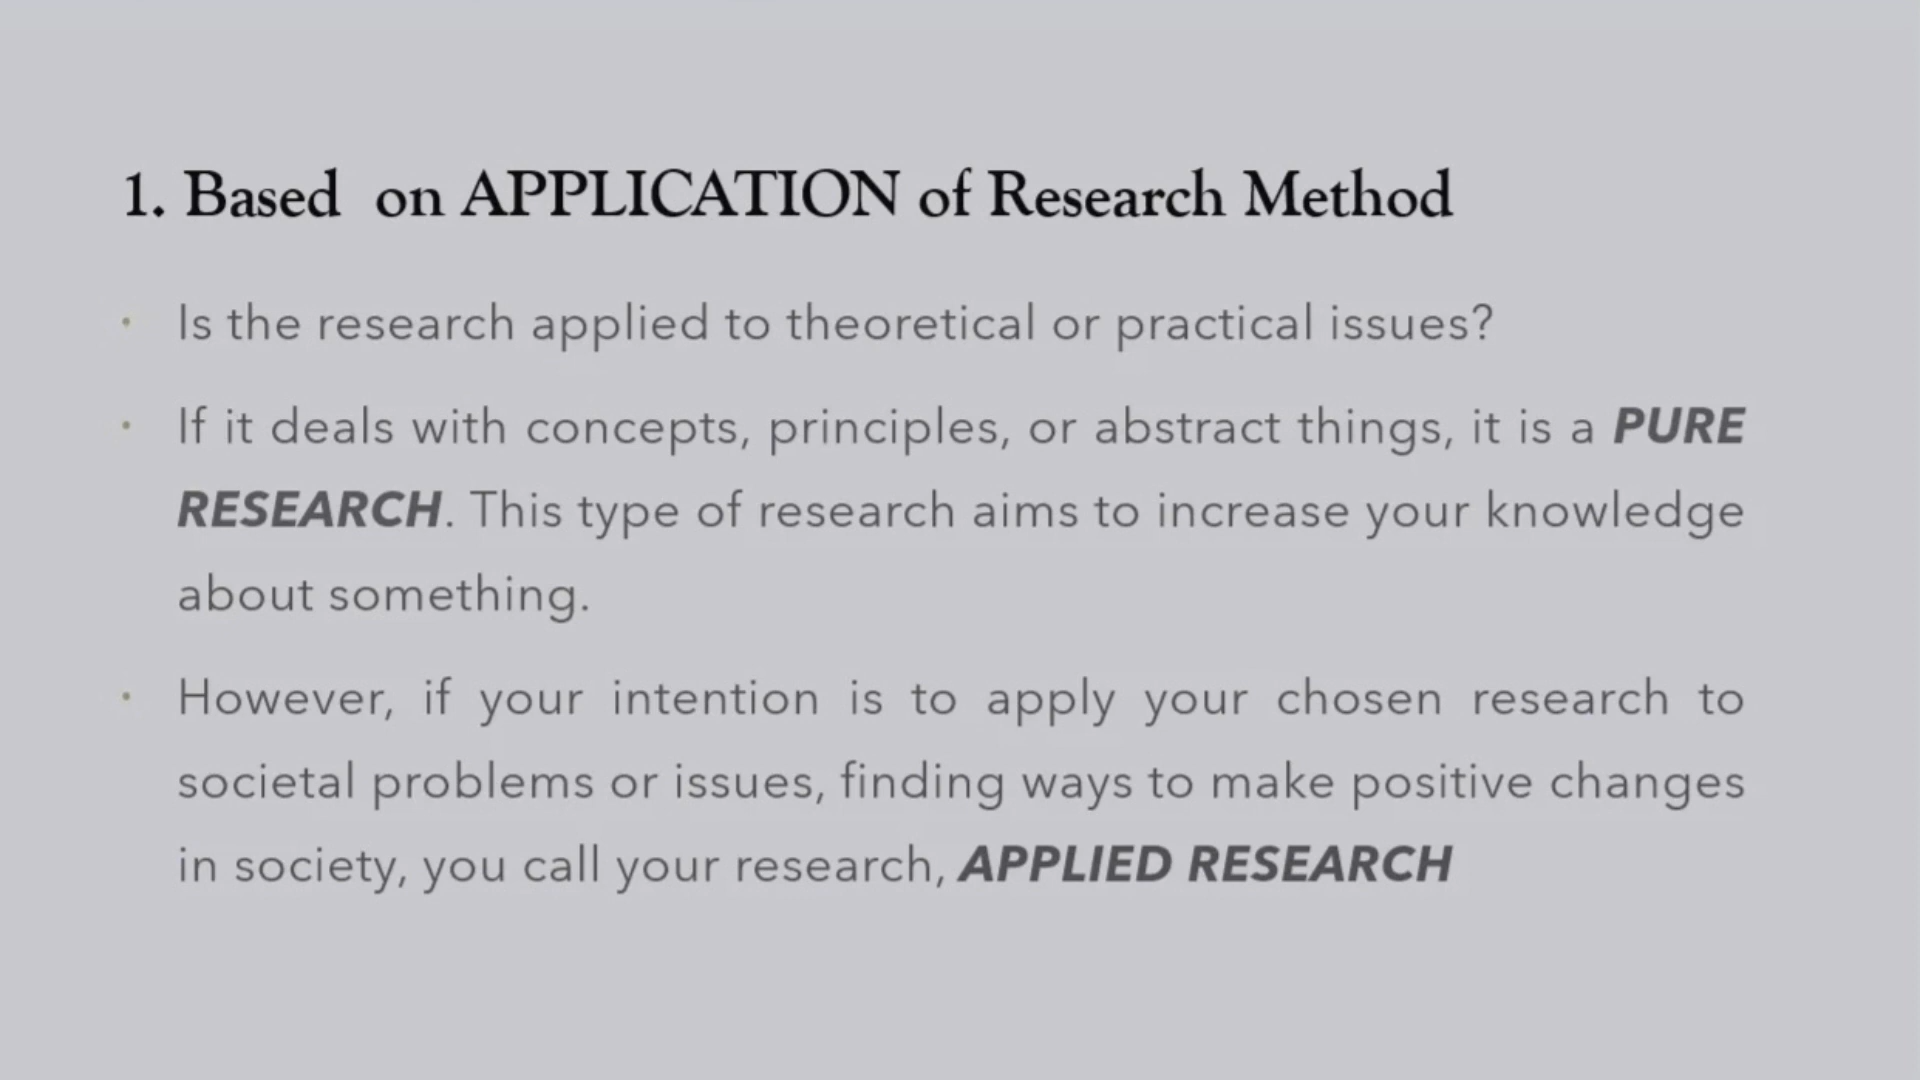 1. Based on APPLICATION of Research Method
• Is the research applied to theoretical or practical issues?
• If it deals with concepts, principles, or abstract things, it is a PURE
RESEARCH. This type of research aims to increase your knowledge
about something.
• However, if your intention is to apply your chosen research to
societal problems or issues, finding ways to make positive changes
in society, you call your research, APPLIED RESEARCH